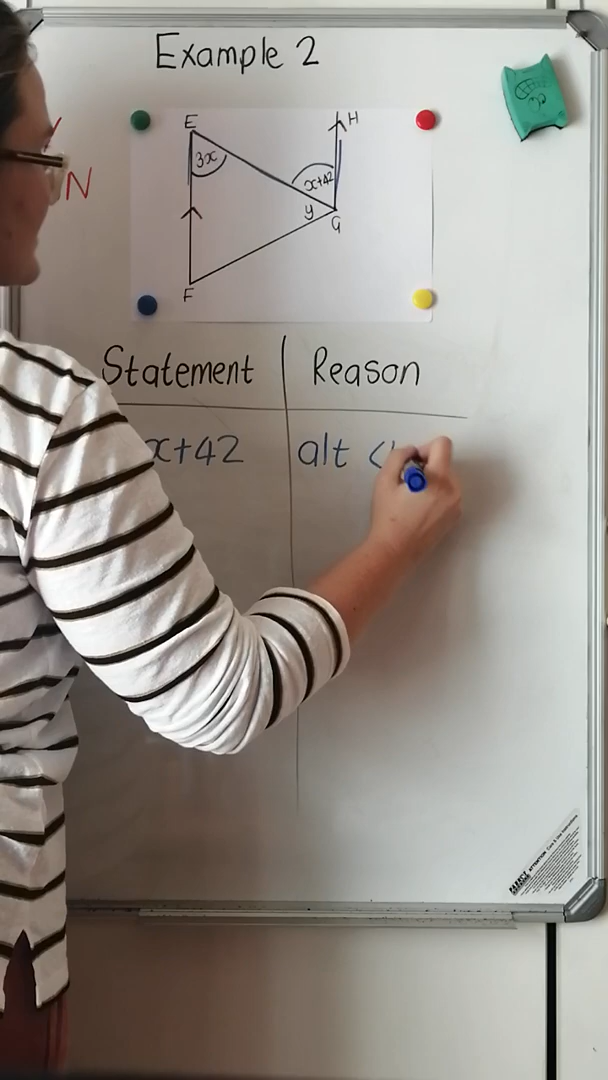 Example 2
N
E
H
3x
x+42
y
G
F
Statement Reason
x+42 alt <